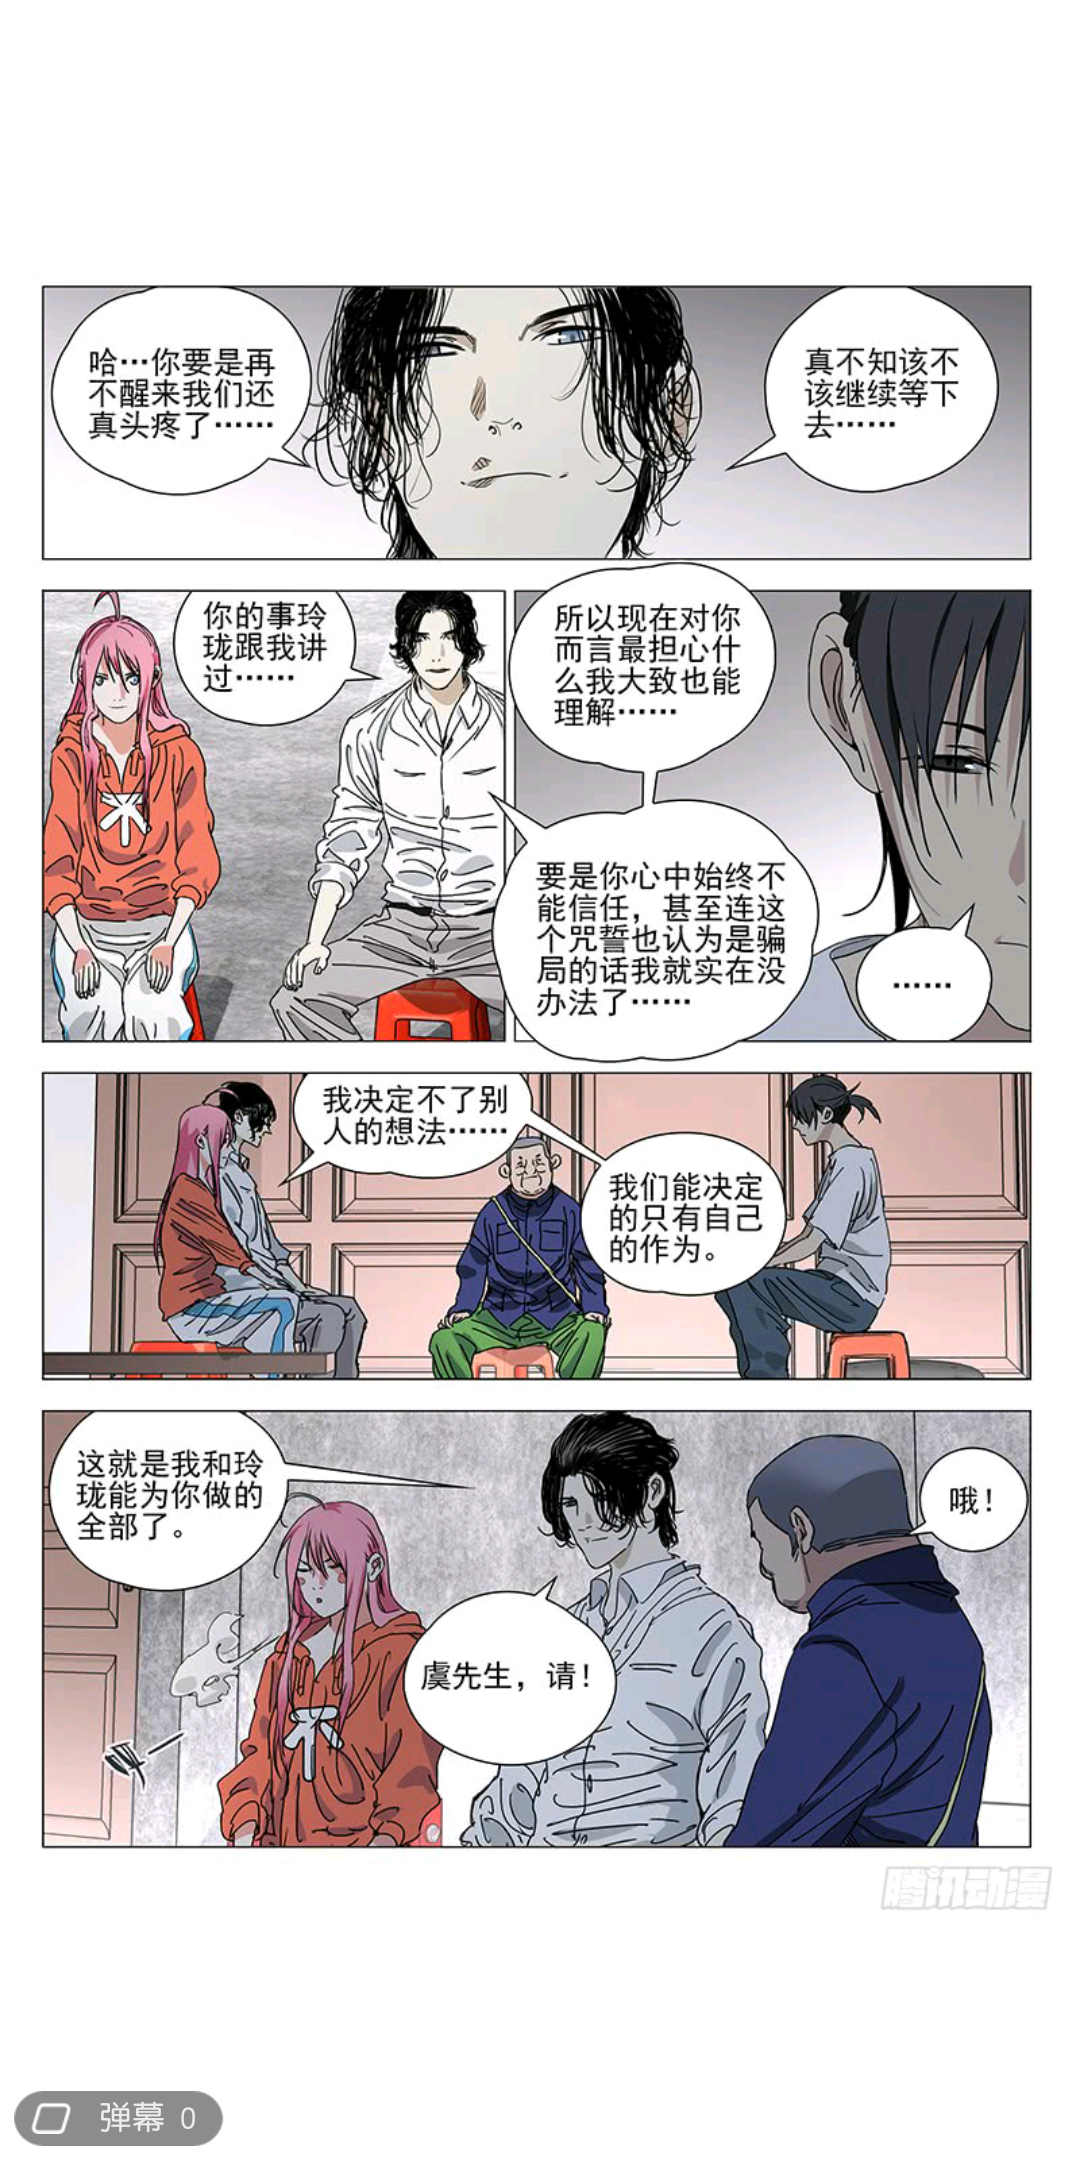 哈…你要是再
不醒来我们还
真头疼了……
真不知该不
该继续等下
去……
你的事玲
珑跟我讲
过……
所以现在对你
而言最担心什
么我大致也能
理解……
要是你心中始终不
能信任，甚至连这
个咒誓也认为是骗
局的话我就实在没
办法了……
……
我决定不了别
人的想法……
我们能决定
的只有自己
的作为。
这就是我和玲
珑能为你做的
全部了。
哦！
虞先生，请！
腾讯动漫
弹幕 0